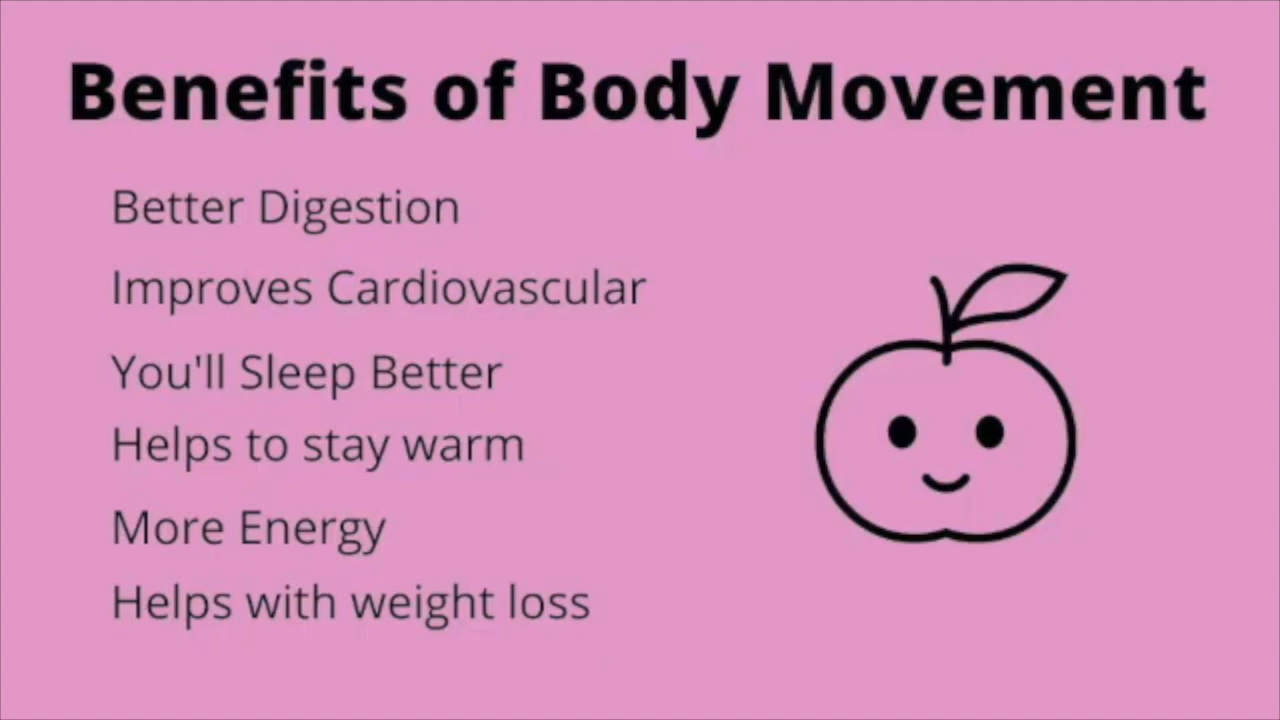 Benefits of Body Movement
Better Digestion
Improves Cardiovascular
You'll Sleep Better
Helps to stay warm
More Energy
Helps with weight loss